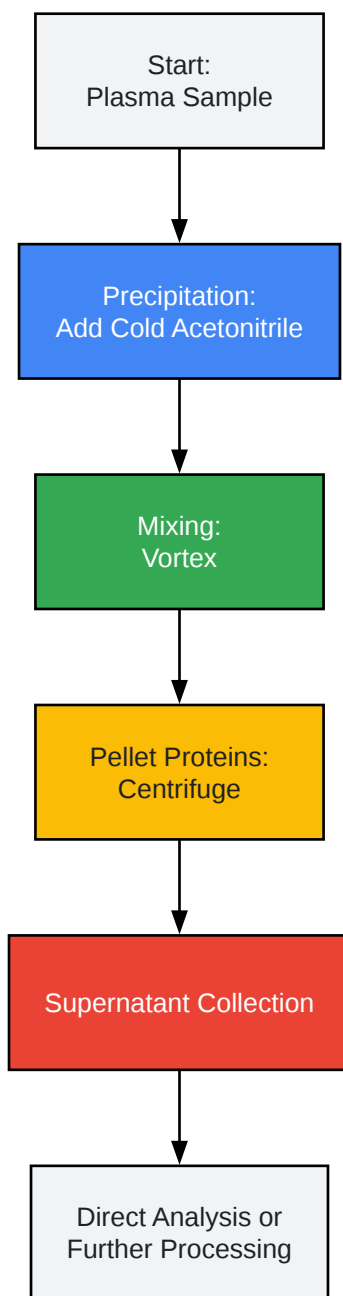 Start:
Plasma Sample
Precipitation:
Add Cold Acetonitrile
Mixing:
Vortex
Pellet Proteins:
Centrifuge
Supernatant Collection
Direct Analysis or
Further Processing